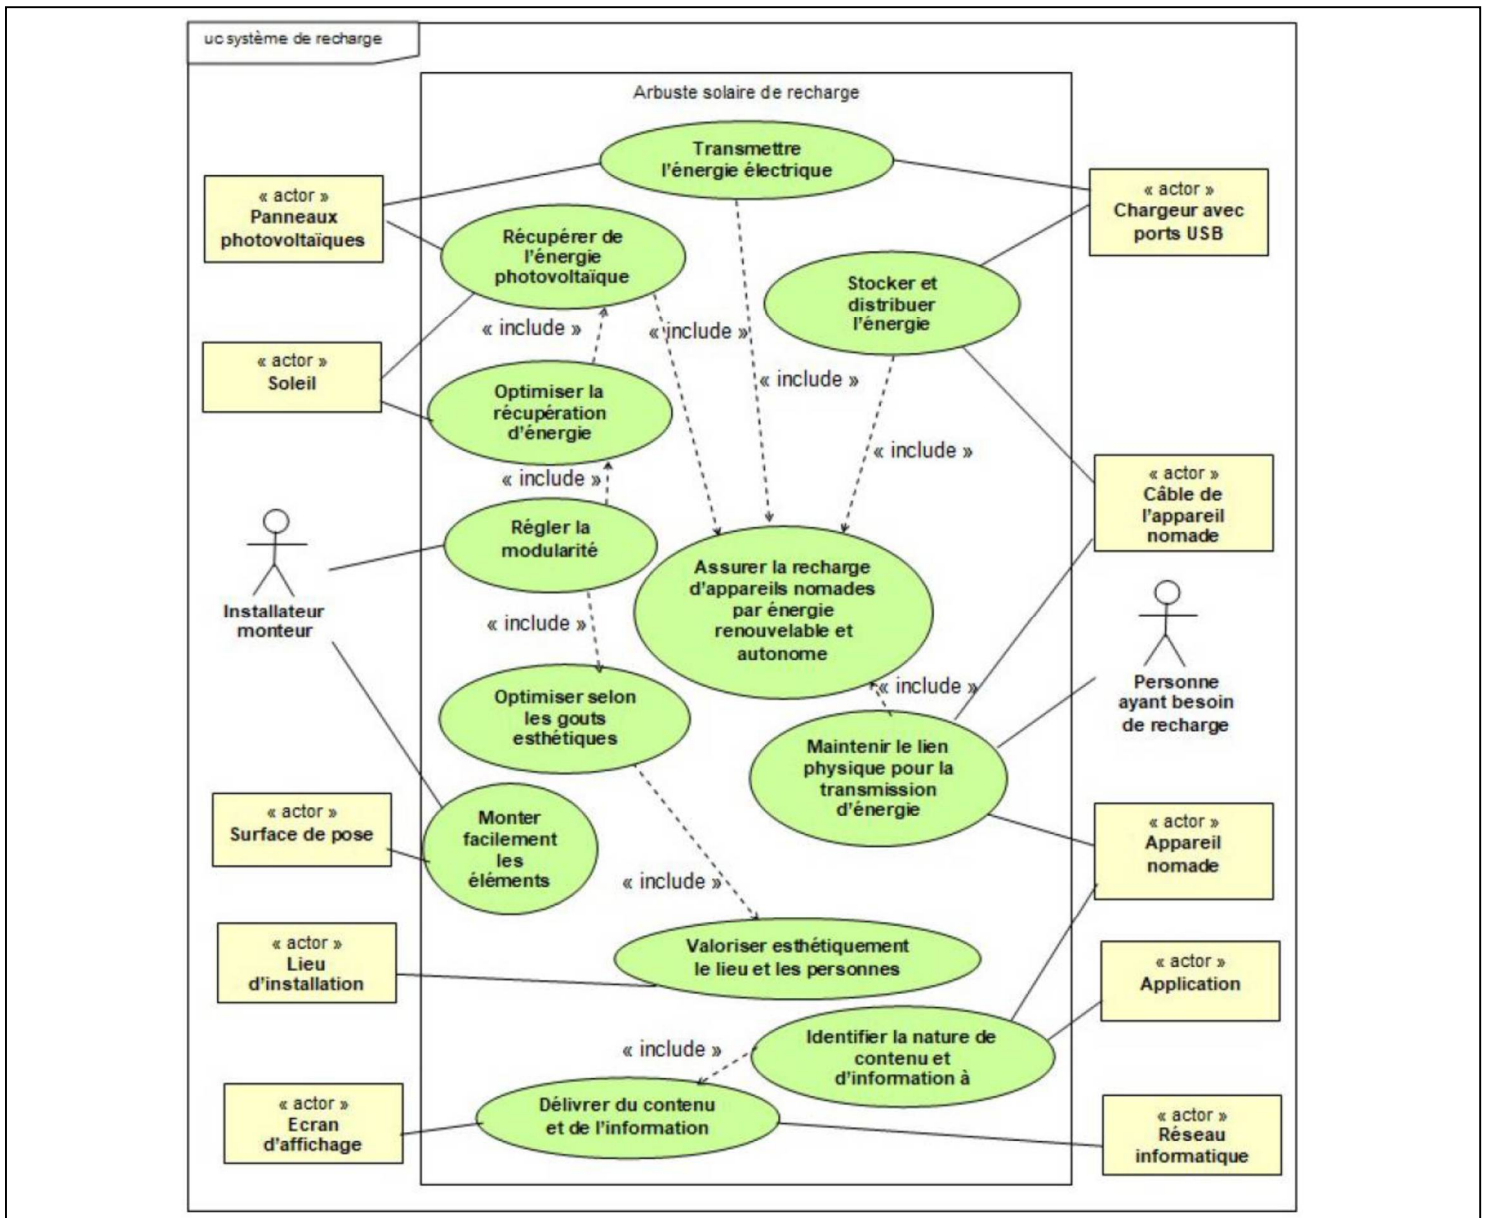 uc système de recharge
Arbuste solaire de recharge
Transmettre
l'énergie électrique
« actor »
Panneaux
photovoltaïques
« actor »
Chargeur avec
ports USB
Récupérer de
l'énergie
photovoltaïque
Stocker et
distribuer
l'énergie
« include »
« include »
« include »
« actor »
Soleil
Optimiser la
récupération
d'énergie
« include »
« include »
« actor »
Câble de
l'appareil
nomade
Régler la
modularité
Installateur
monteur
Assurer la recharge
d'appareils nomades
par énergie
renouvelable et
autonome
« include »
« include »
Personne
ayant besoin
de recharge
Optimiser selon
les gouts
esthétiques
Maintenir le lien
physique pour la
transmission
d'énergie
« actor »
Surface de pose
Monter
facilement
les
éléments
« actor »
Appareil
nomade
« include »
« actor »
Lieu
d'installation
Valoriser esthétiquement
le lieu et les personnes
« actor »
Application
Identifier la nature de
contenu et
d'information à
« include »
« actor »
Ecran
d'affichage
Délivrer du contenu
et de l'information
« actor »
Réseau
informatique